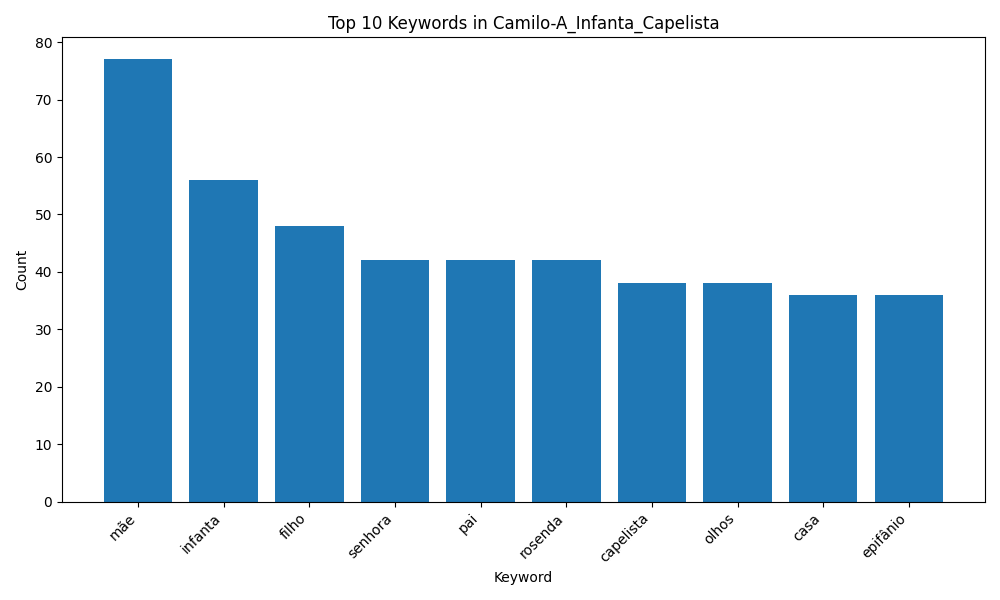 Top 10 Keywords in Camilo-A_Infanta_Capelista
80
70
60
50
40
30
20
10
0
Count
mãe
infanta
filho
senhora
pai
rosenda
capelista
olhos
casa
epifânio
Keyword